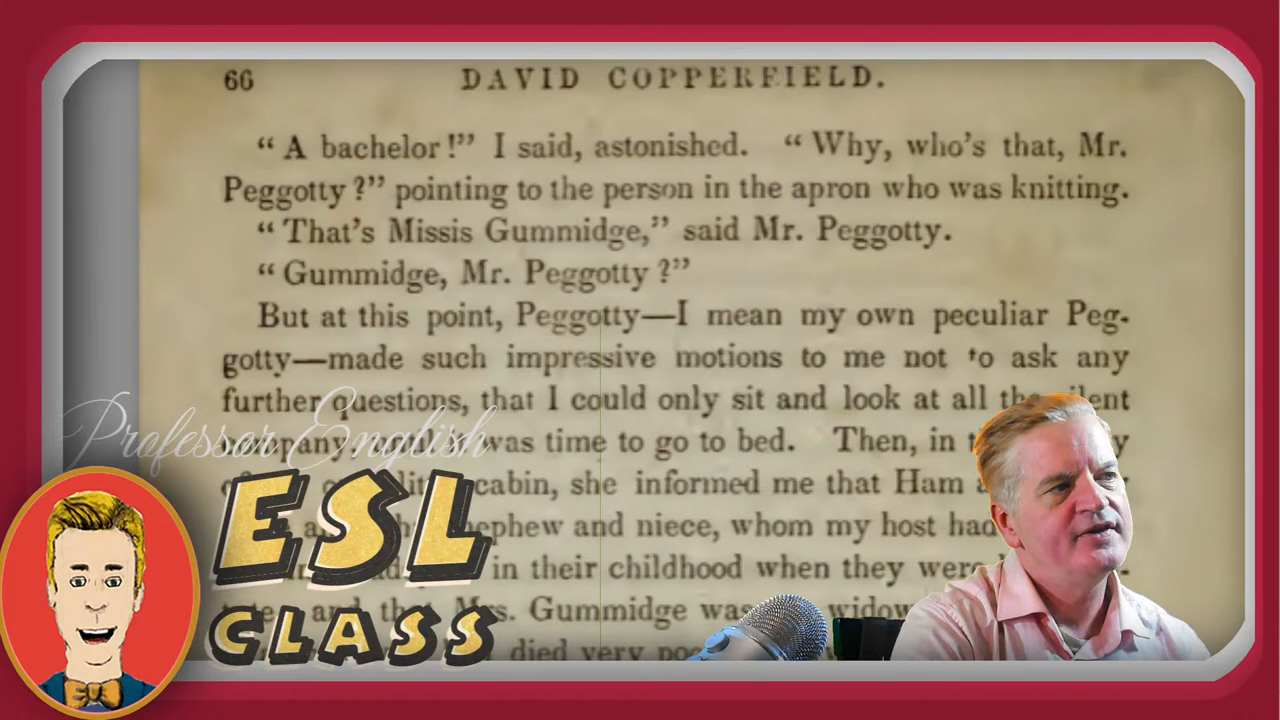 66 DAVID COPPERFIELD.
“A bachelor!” I said, astonished. “Why, who’s that, Mr.
Peggotty?” pointing to the person in the apron who was knitting.
“That’s Missis Gummidge,” said Mr. Peggotty.
“Gummidge, Mr. Peggotty?”
But at this point, Peggotty—I mean my own peculiar Peg-
gotty—made such impressive motions to me not to ask any
further questions, that I could only sit and look at all the silent
was time to go to bed. Then, in
cabin, she informed me that Ham
nephew and niece, whom my host had
in their childhood when they were
and that Mrs. Gummidge was widow
died very
Professor English
ESL
CLASS